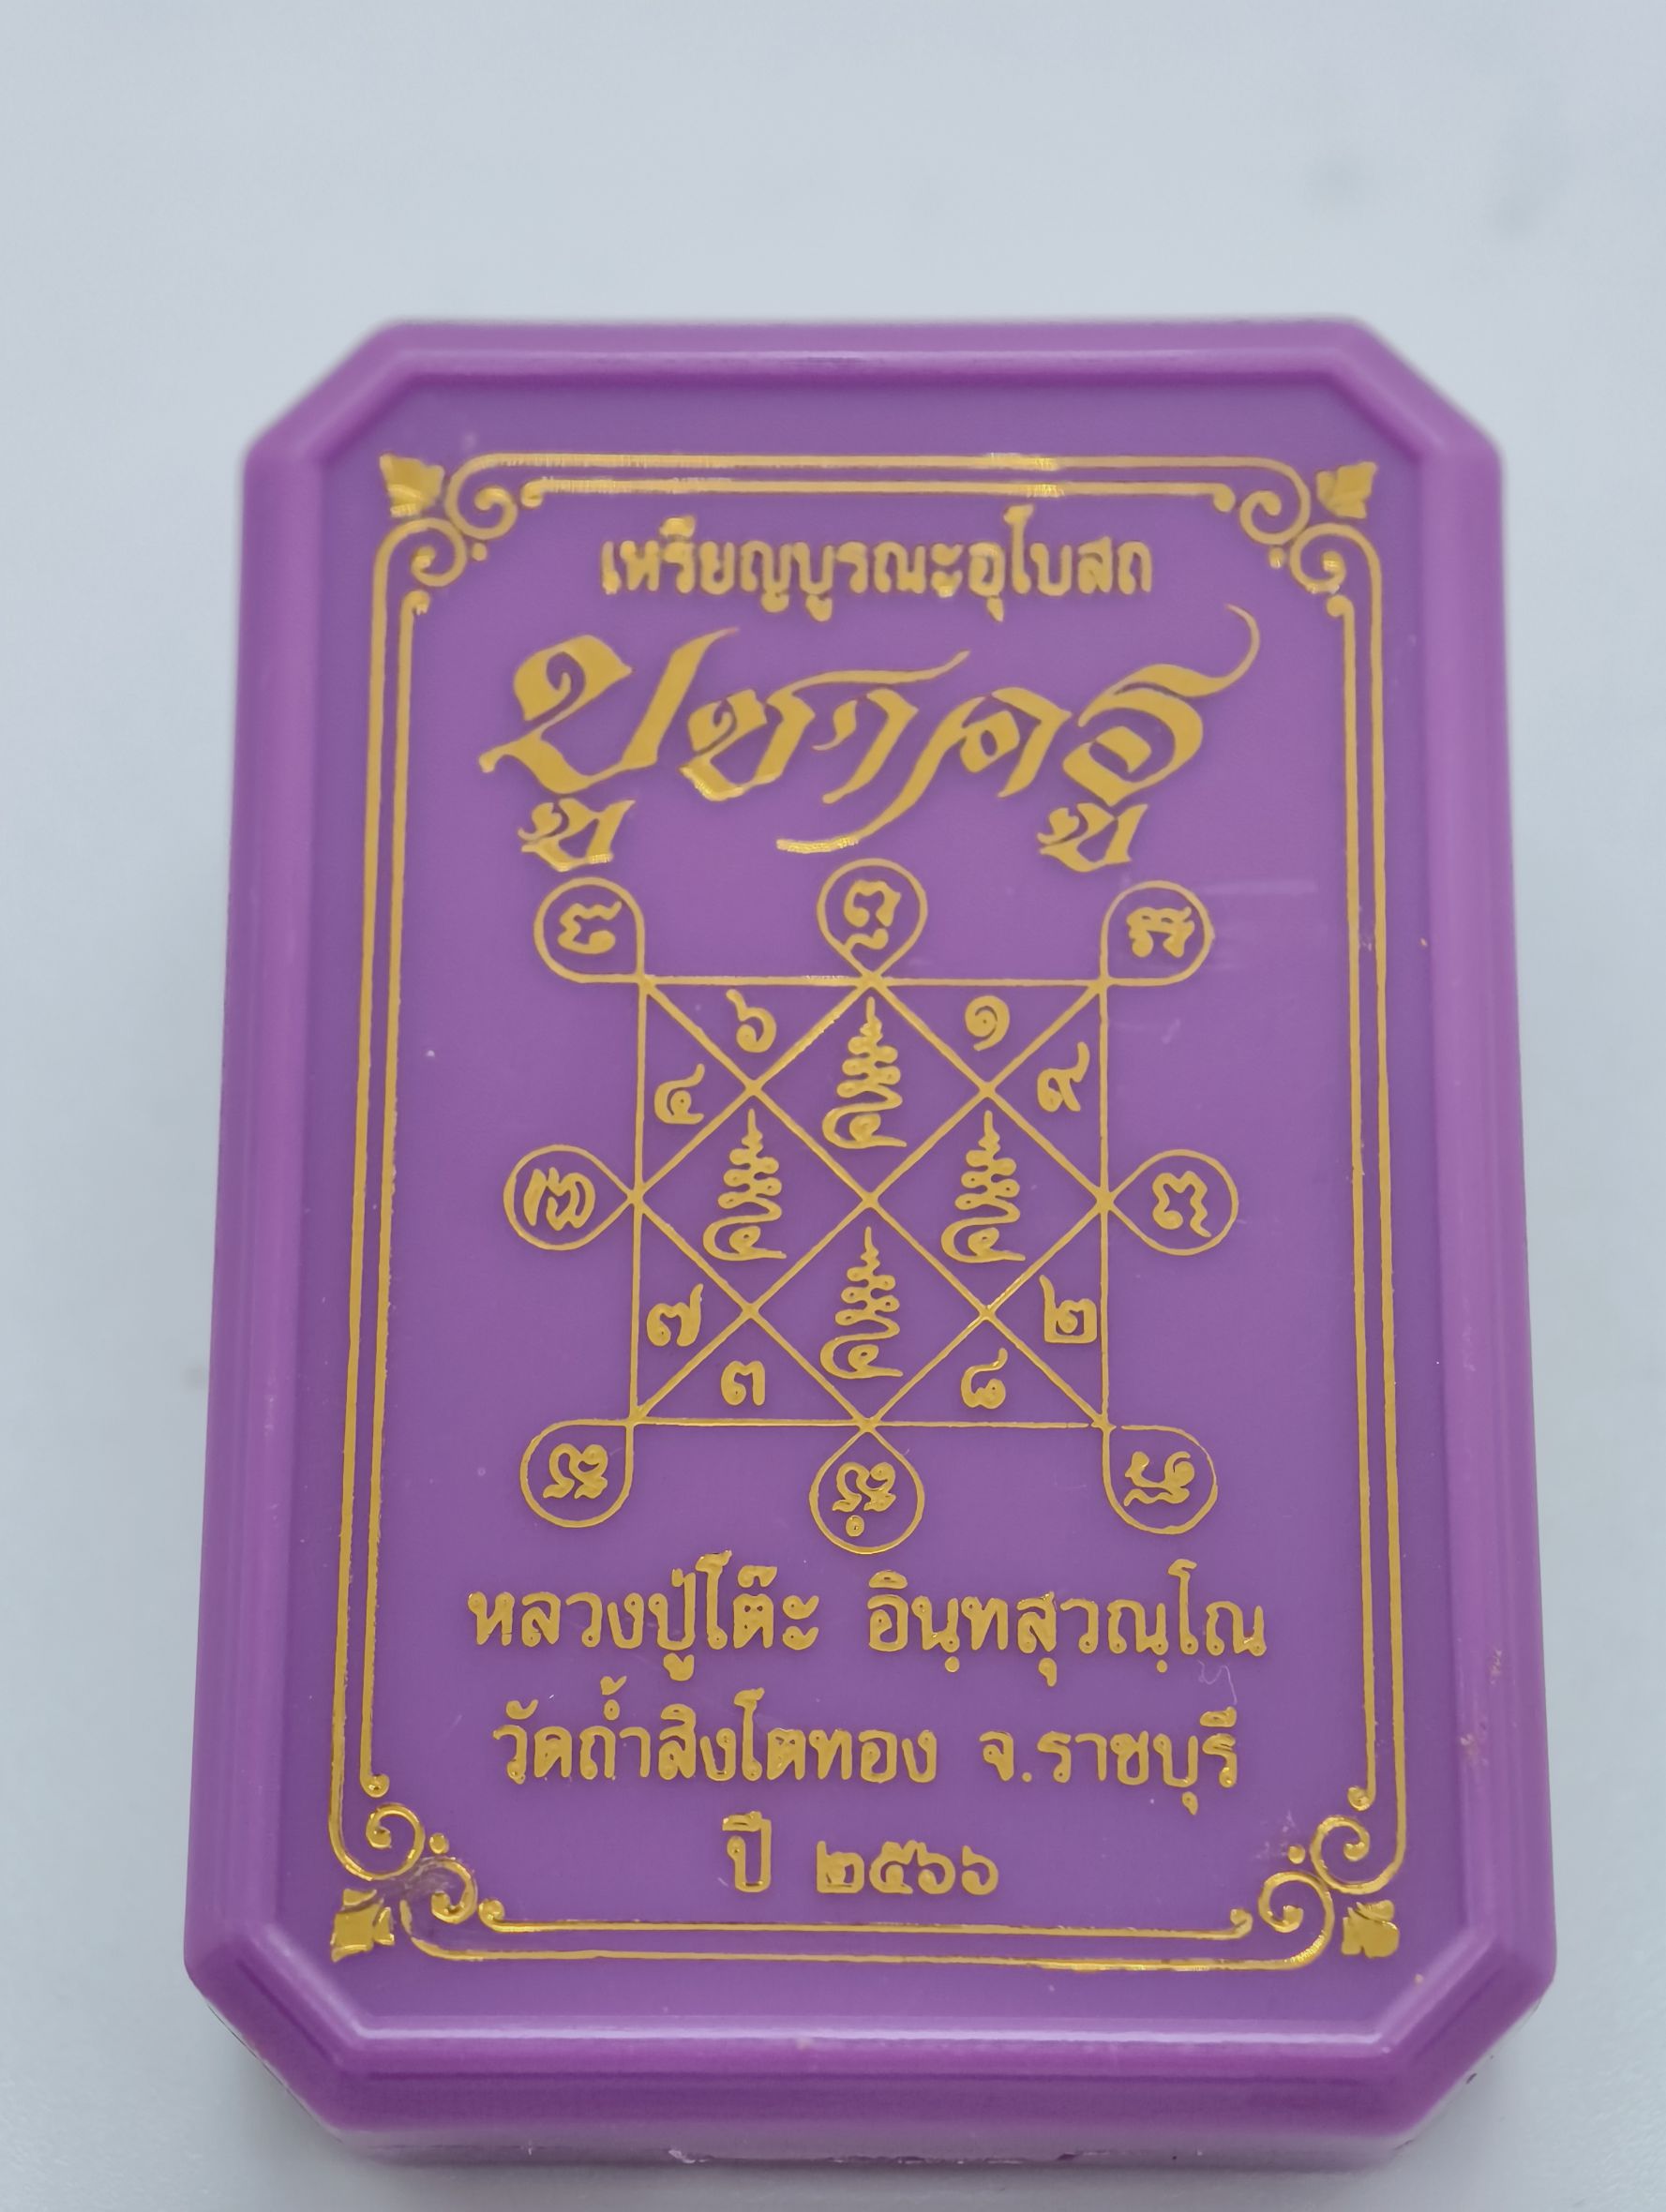 เหรียญบูรณะอุโบสถ
บูชาครู
๖ ๑
๔ ๙
๗ ๒
๓ ๘
หลวงปู่โต๊ะ อินฺทสุวณฺโณ
วัดถ้ำสิงโตทอง จ.ราชบุรี
ปี ๒๕๖๖